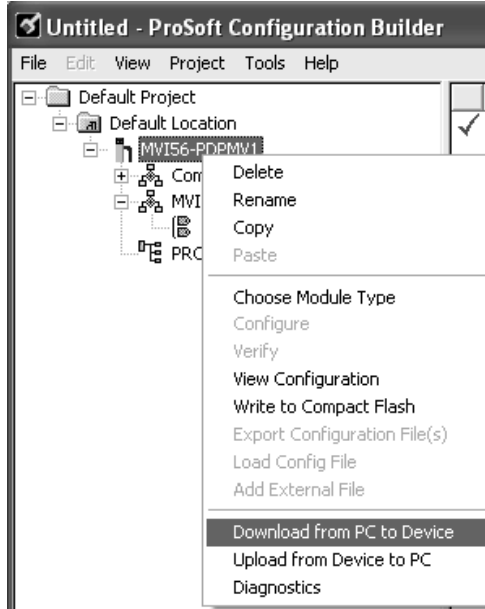 Untitled - ProSoft Configuration Builder
File Edit View Project Tools Help
Default Project
Default Location
MVI56-PDPMV1
Com
MVI
PRO
Delete
Rename
Copy
Paste
Choose Module Type
Configure
Verify
View Configuration
Write to Compact Flash
Export Configuration File(s)
Load Config File
Add External File
Download from PC to Device
Upload from Device to PC
Diagnostics